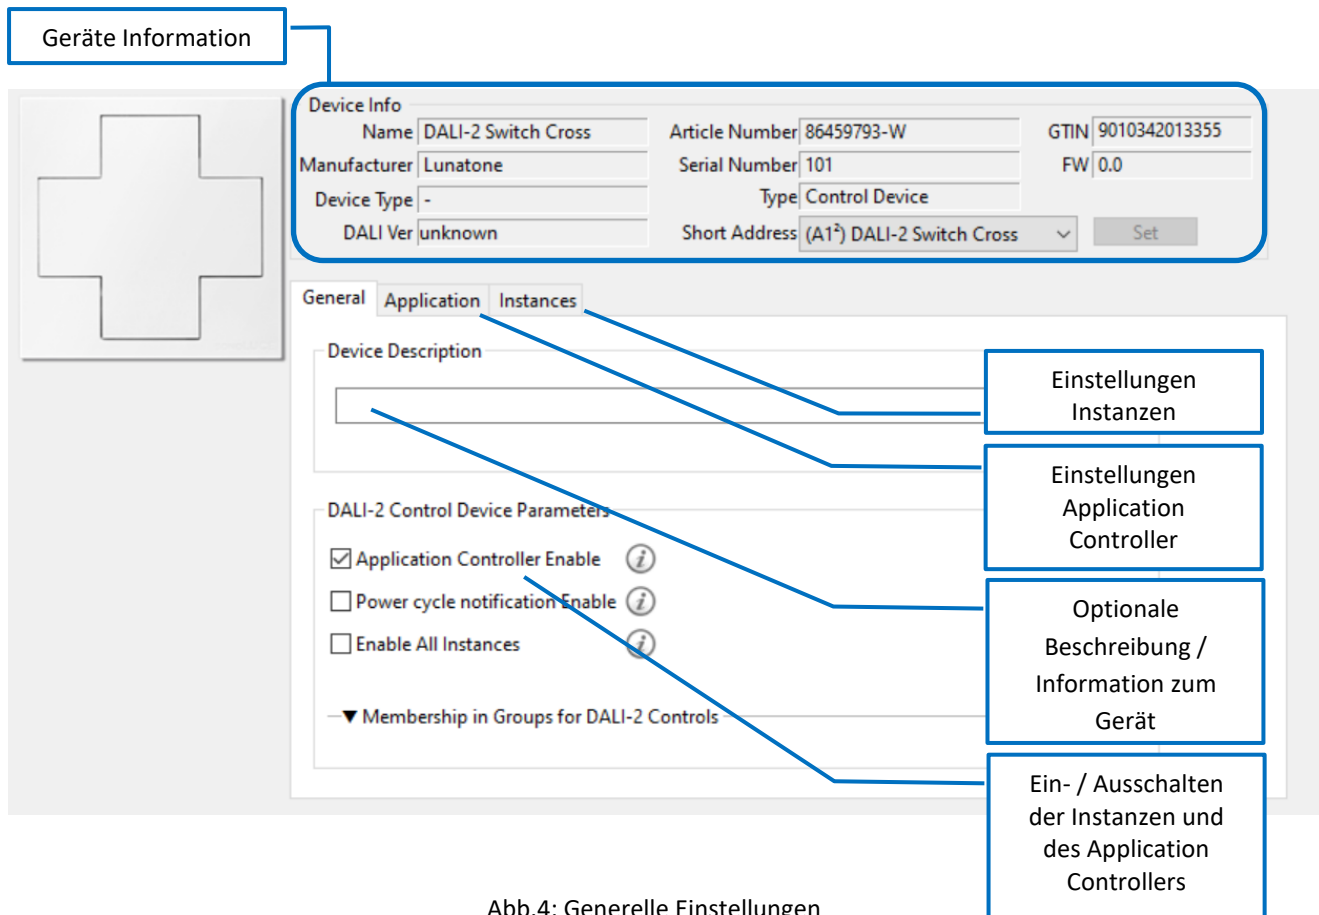 Geräte Information
Device Info
Name DALI-2 Switch Cross Article Number 86459793-W GTIN 9010342013355
Manufacturer Lunatone Serial Number 101 FW 0.0
Device Type - Type Control Device
DALI Ver unknown Short Address (A1²) DALI-2 Switch Cross Set
General Application Instances
Device Description
Einstellungen
Instanzen
Einstellungen
Application
Controller
DALI-2 Control Device Parameters
Application Controller Enable
Power cycle notification Enable
Enable All Instances
Optionale
Beschreibung /
Information zum
Gerät
Membership in Groups for DALI-2 Controls
Ein- / Ausschalten
der Instanzen und
des Application
Controllers
Abb.4: Generelle Einstellungen